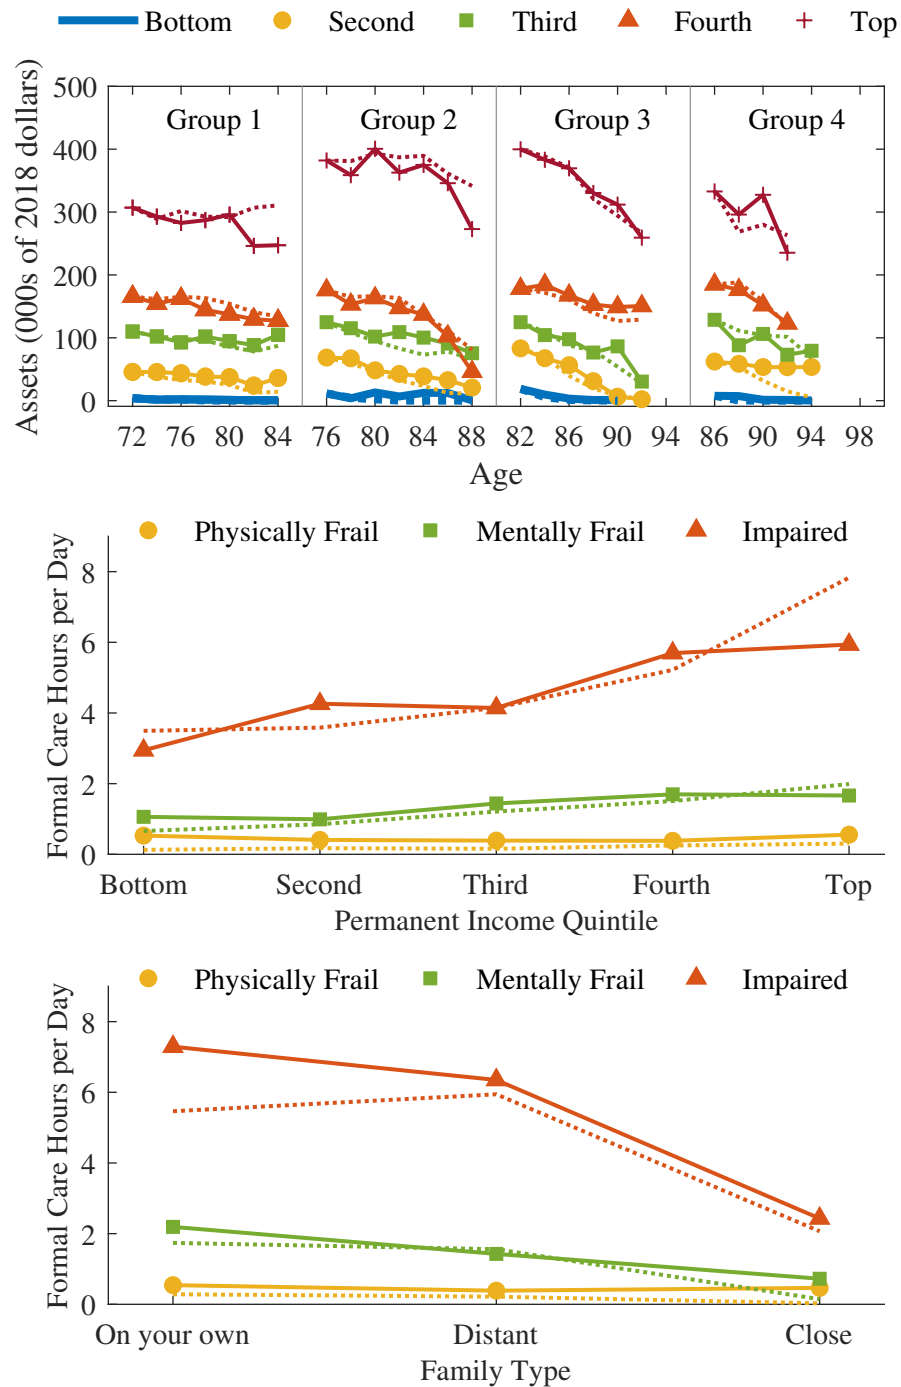 Bottom Second Third Fourth Top
Assets (000s of 2018 dollars)
500
400
300
200
100
0
Group 1 Group 2 Group 3 Group 4
72 76 80 84 76 80 84 88 82 86 90 94 86 90 94 98
Age
Physically Frail Mentally Frail Impaired
Formal Care Hours per Day
8
6
4
2
0
Bottom Second Third Fourth Top
Permanent Income Quintile
Physically Frail Mentally Frail Impaired
Formal Care Hours per Day
8
6
4
2
0
On your own Distant Close
Family Type